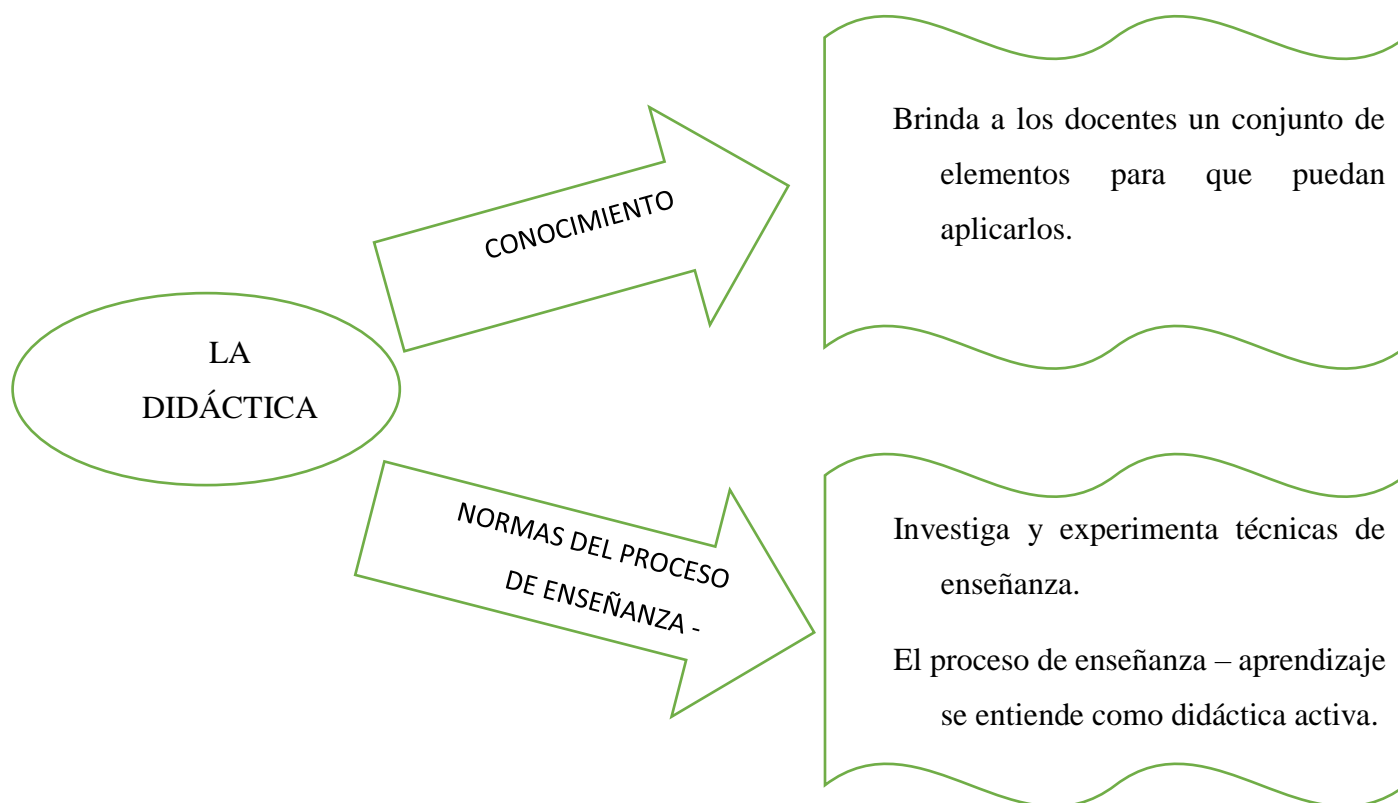 LA
DIDÁCTICA
CONOCIMIENTO
Brinda a los docentes un conjunto de
elementos para que puedan
aplicarlos.
NORMAS DEL PROCESO
DE ENSEÑANZA -
Investiga y experimenta técnicas de
enseñanza.
El proceso de enseñanza – aprendizaje
se entiende como didáctica activa.